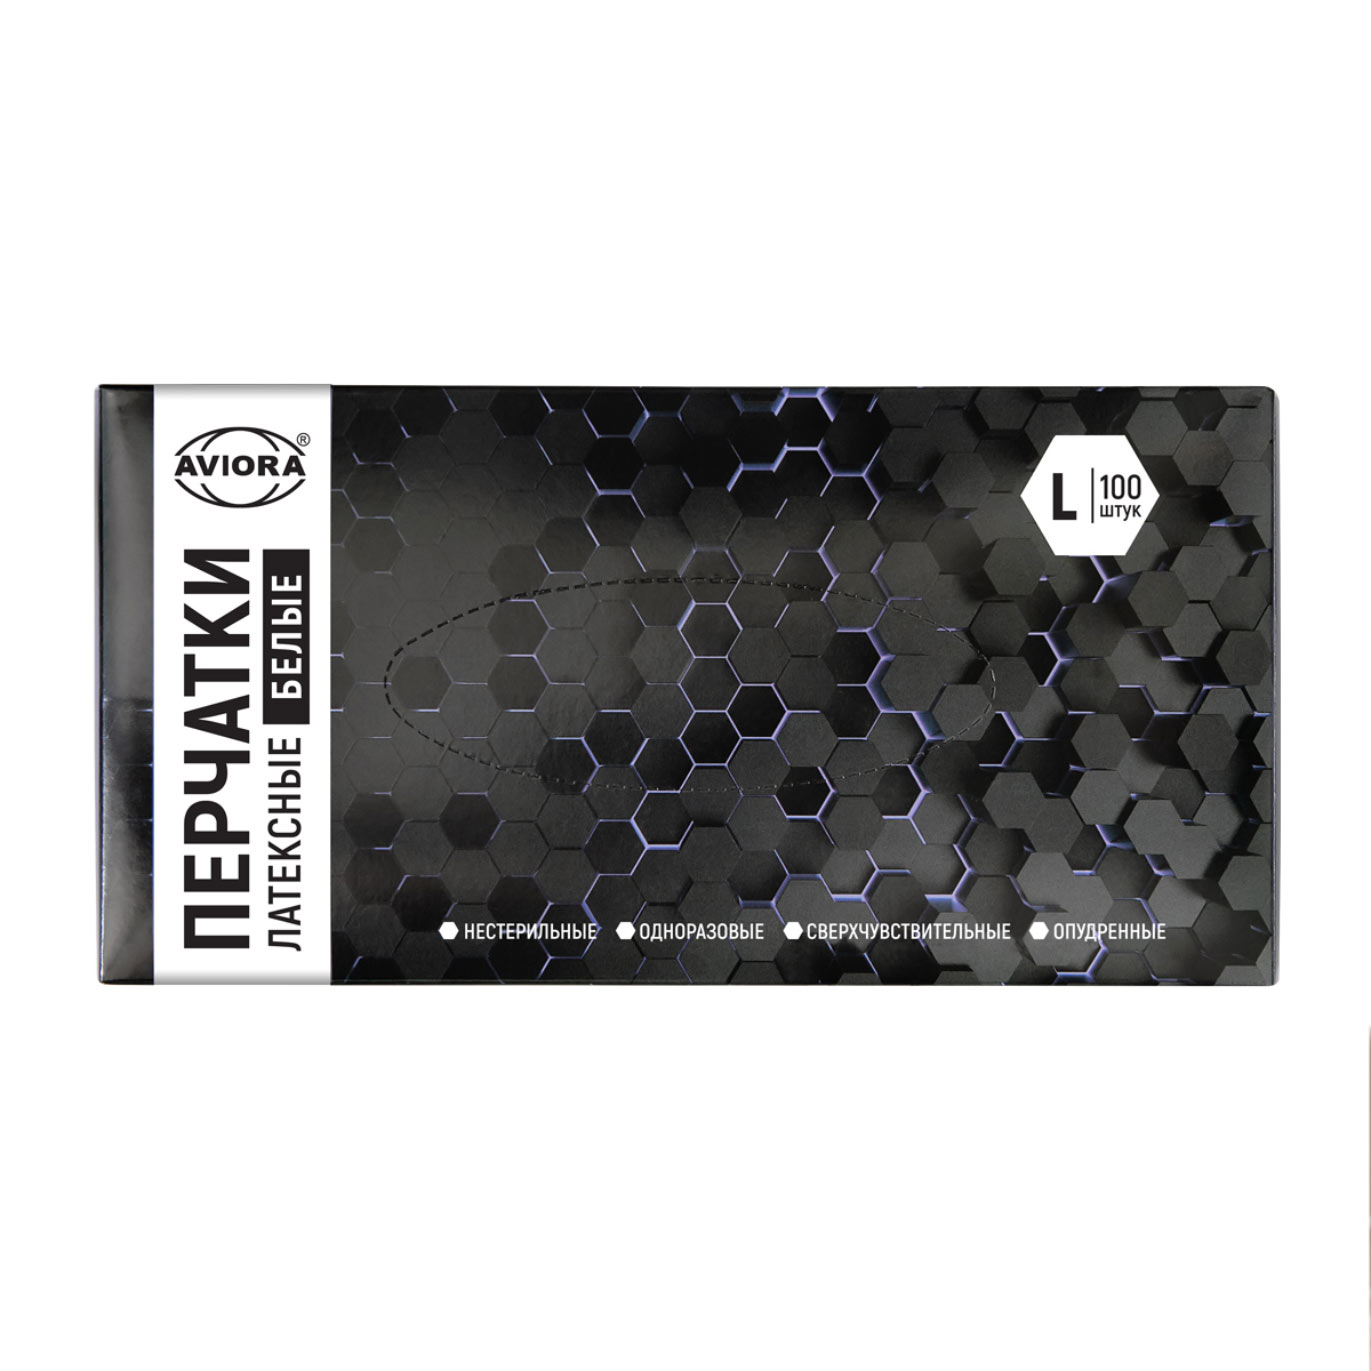 AVIORA®
ПЕРЧАТКИ
ЛАТЕКСНЫЕ БЕЛЫЕ
L 100
штук
НЕСТЕРИЛЬНЫЕ ОДНОРАЗОВЫЕ СВЕРХЧУВСТВИТЕЛЬНЫЕ ОПУДРЕННЫЕ